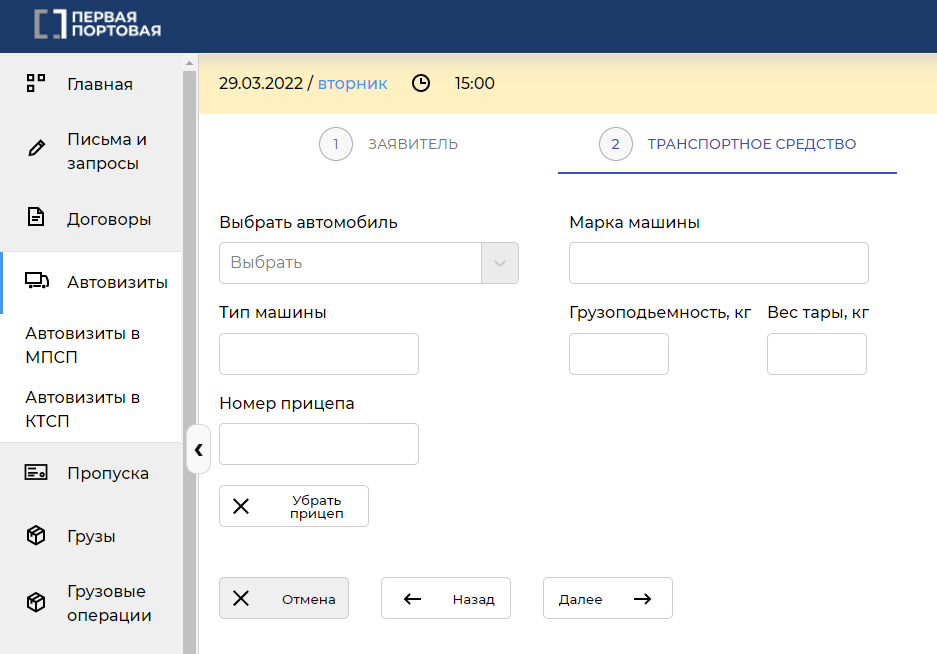 ПЕРВАЯ
ПОРТОВАЯ
Главная
Письма и
запросы
Договоры
Автовизиты
Автовизиты в
МПСП
Автовизиты в
КТСП
Пропуска
Грузы
Грузовые
операции
29.03.2022 / вторник 15:00
1 ЗАЯВИТЕЛЬ
2 ТРАНСПОРТНОЕ СРЕДСТВО
Выбрать автомобиль
Марка машины
Выбрать
Тип машины
Грузоподьемность, кг
Вес тары, кг
Номер прицепа
Убрать
прицеп
Отмена
Назад
Далее